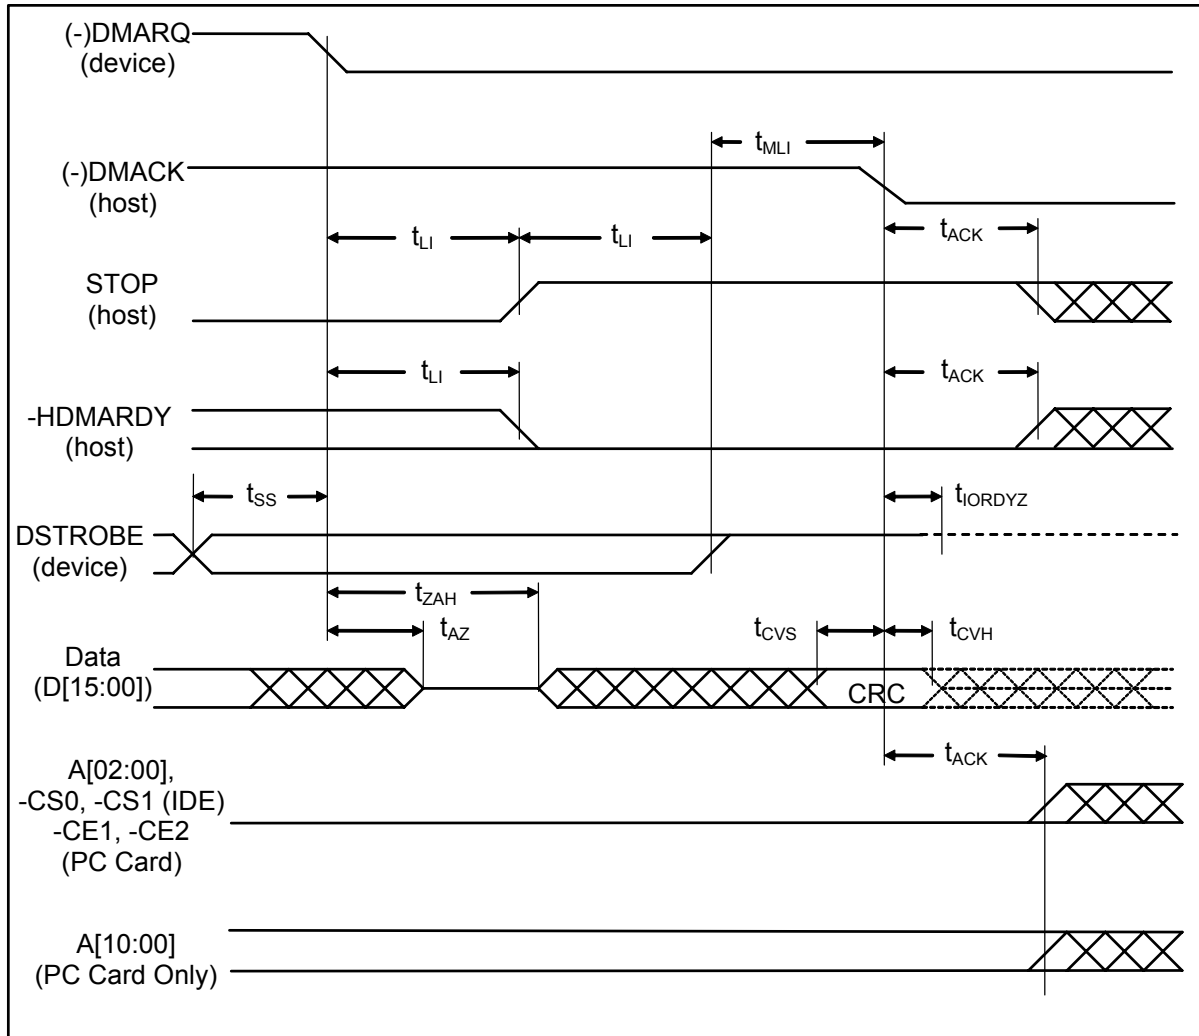 (-)DMARQ
(device)
tMLI
(-)DMACK
(host)
tLI
tLI
tACK
STOP
(host)
tLI
tACK
-HDMARDY
(host)
tSS
tIORDYZ
DSTROBE
(device)
tZAH
tAZ
tCVS
tCVH
Data
(D[15:00])
CRC
tACK
A[02:00],
-CS0, -CS1 (IDE)
-CE1, -CE2
(PC Card)
A[10:00]
(PC Card Only)